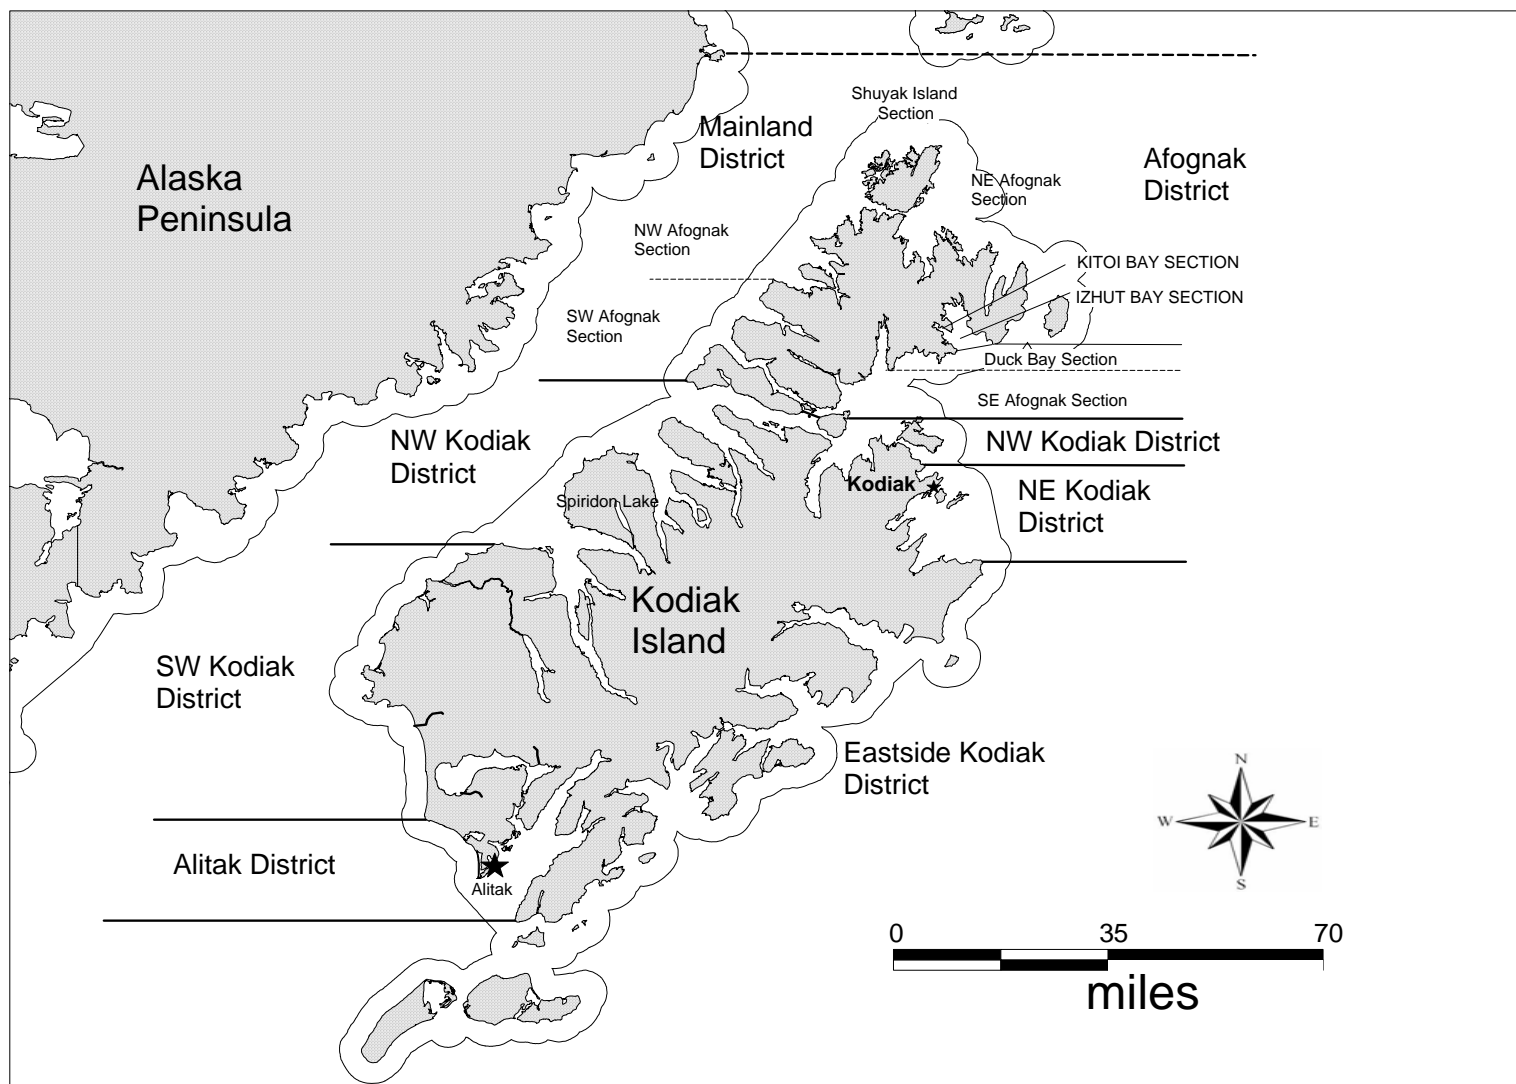 Shuyak Island
Section
Mainland
District
Afognak
District
Alaska
Peninsula
NE Afognak
Section
NW Afognak
Section
KITOI BAY SECTION
IZHUT BAY SECTION
SW Afognak
Section
Duck Bay Section
SE Afognak Section
NW Kodiak
District
NW Kodiak District
Kodiak
NE Kodiak
District
Spiridon Lake
Kodiak
Island
SW Kodiak
District
Eastside Kodiak
District
N
W
E
S
Alitak District
Alitak
0 35 70
miles